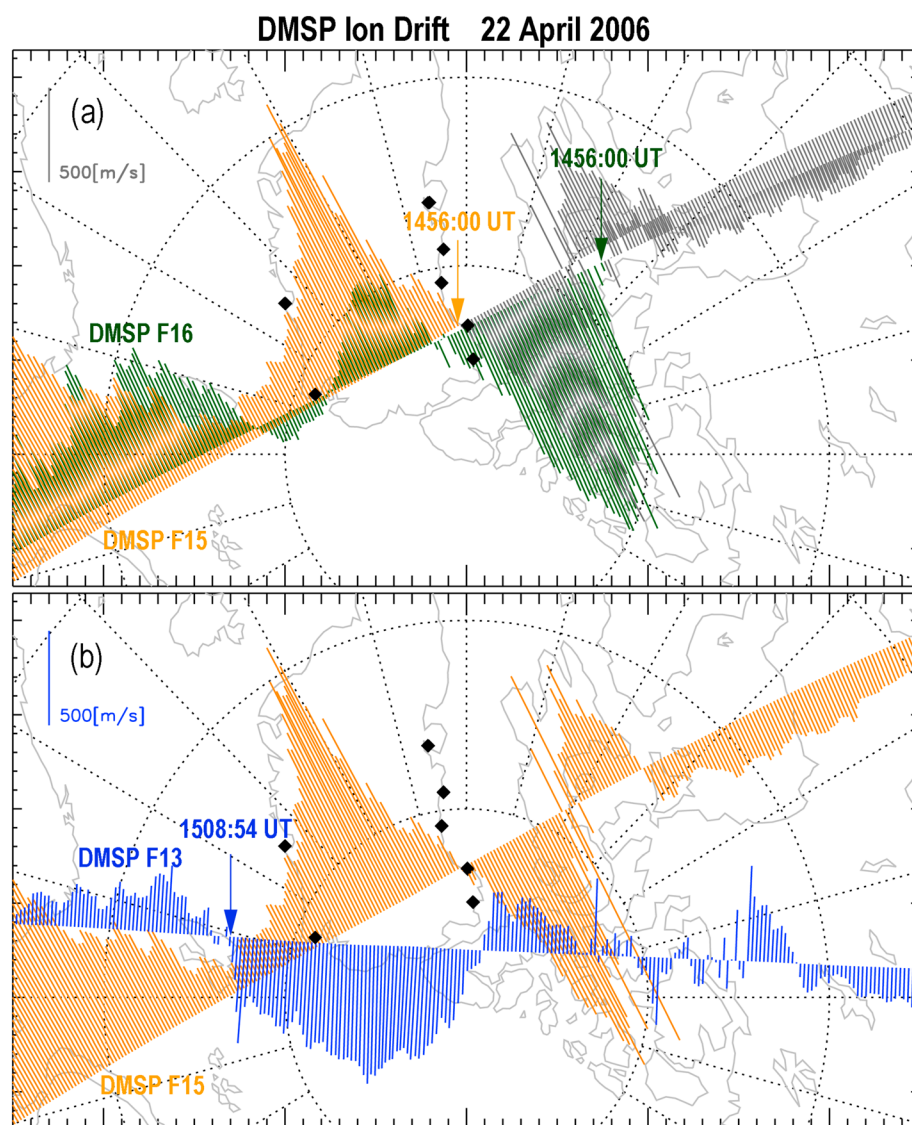 DMSP Ion Drift 22 April 2006
(a)
500[m/s]
1456:00 UT
1456:00 UT
DMSP F16
DMSP F15
(b)
500[m/s]
1508:54 UT
DMSP F13
DMSP F15